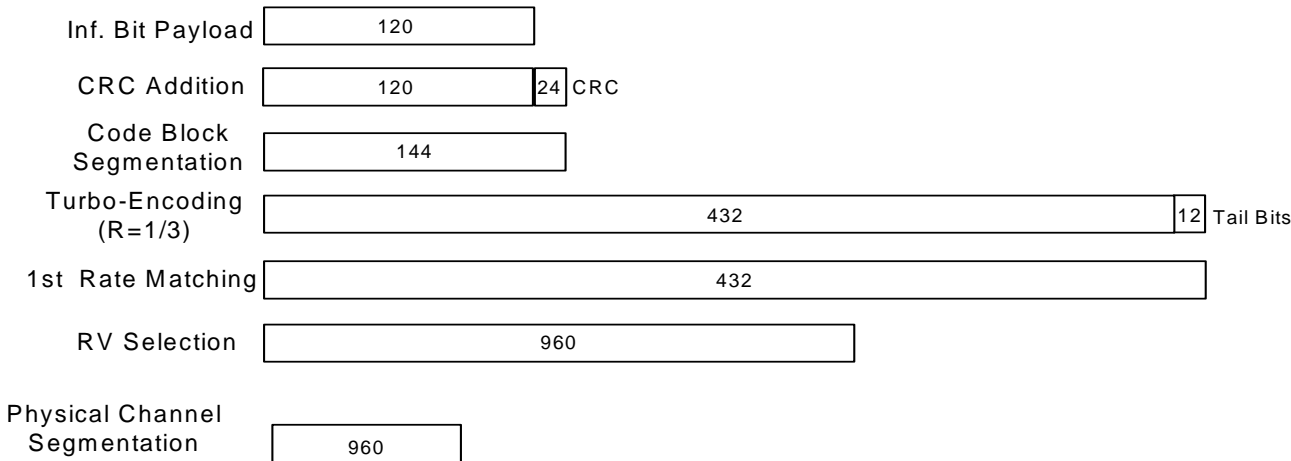 Inf. Bit Payload 120
CRC Addition 120 24 CRC
Code Block
Segmentation 144
Turbo-Encoding
(R=1/3) 432 12 Tail Bits
1st Rate Matching 432
RV Selection 960
Physical Channel
Segmentation 960